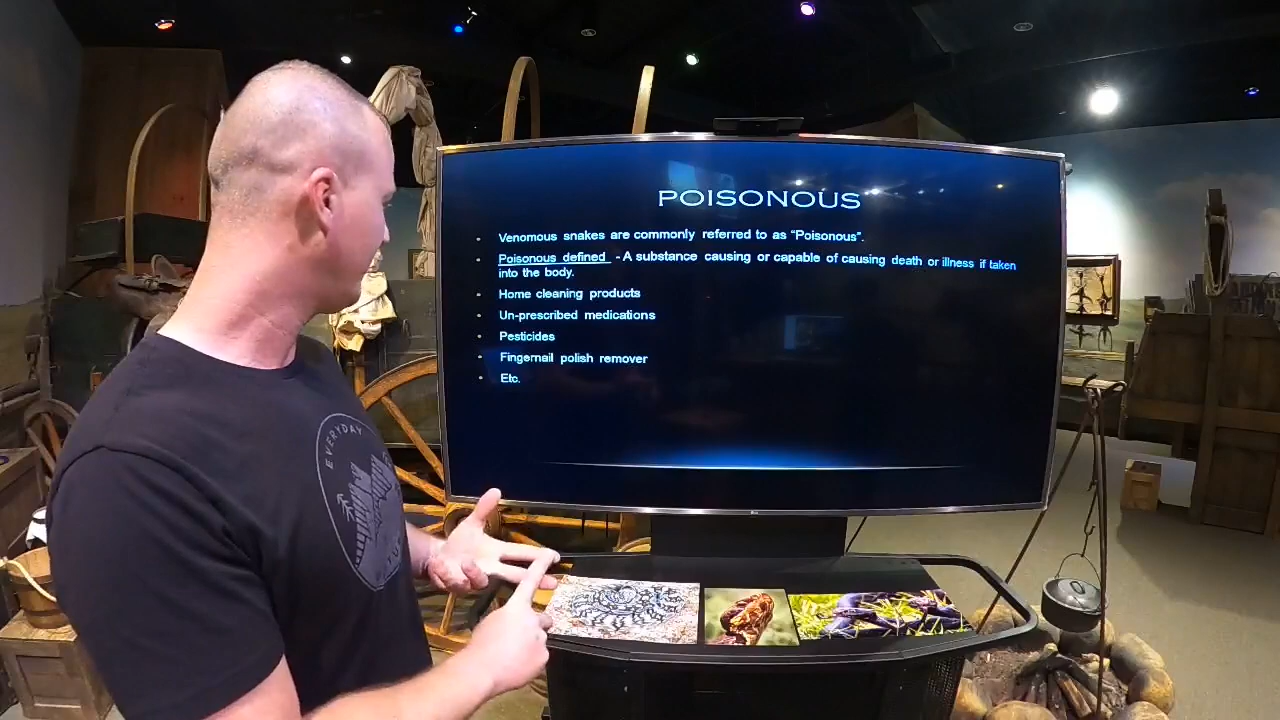 POISONOUS
Venomous snakes are commonly referred to as “Poisonous”.
Poisonous defined - A substance causing or capable of causing death or illness if taken
into the body.
Home cleaning products
Un-prescribed medications
Pesticides
Fingernail polish remover
Etc.
EVERYDAY